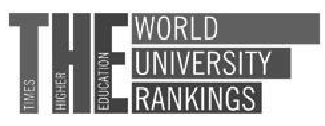 THE
TIMES
HIGHER
EDUCATION
WORLD
UNIVERSITY
RANKINGS